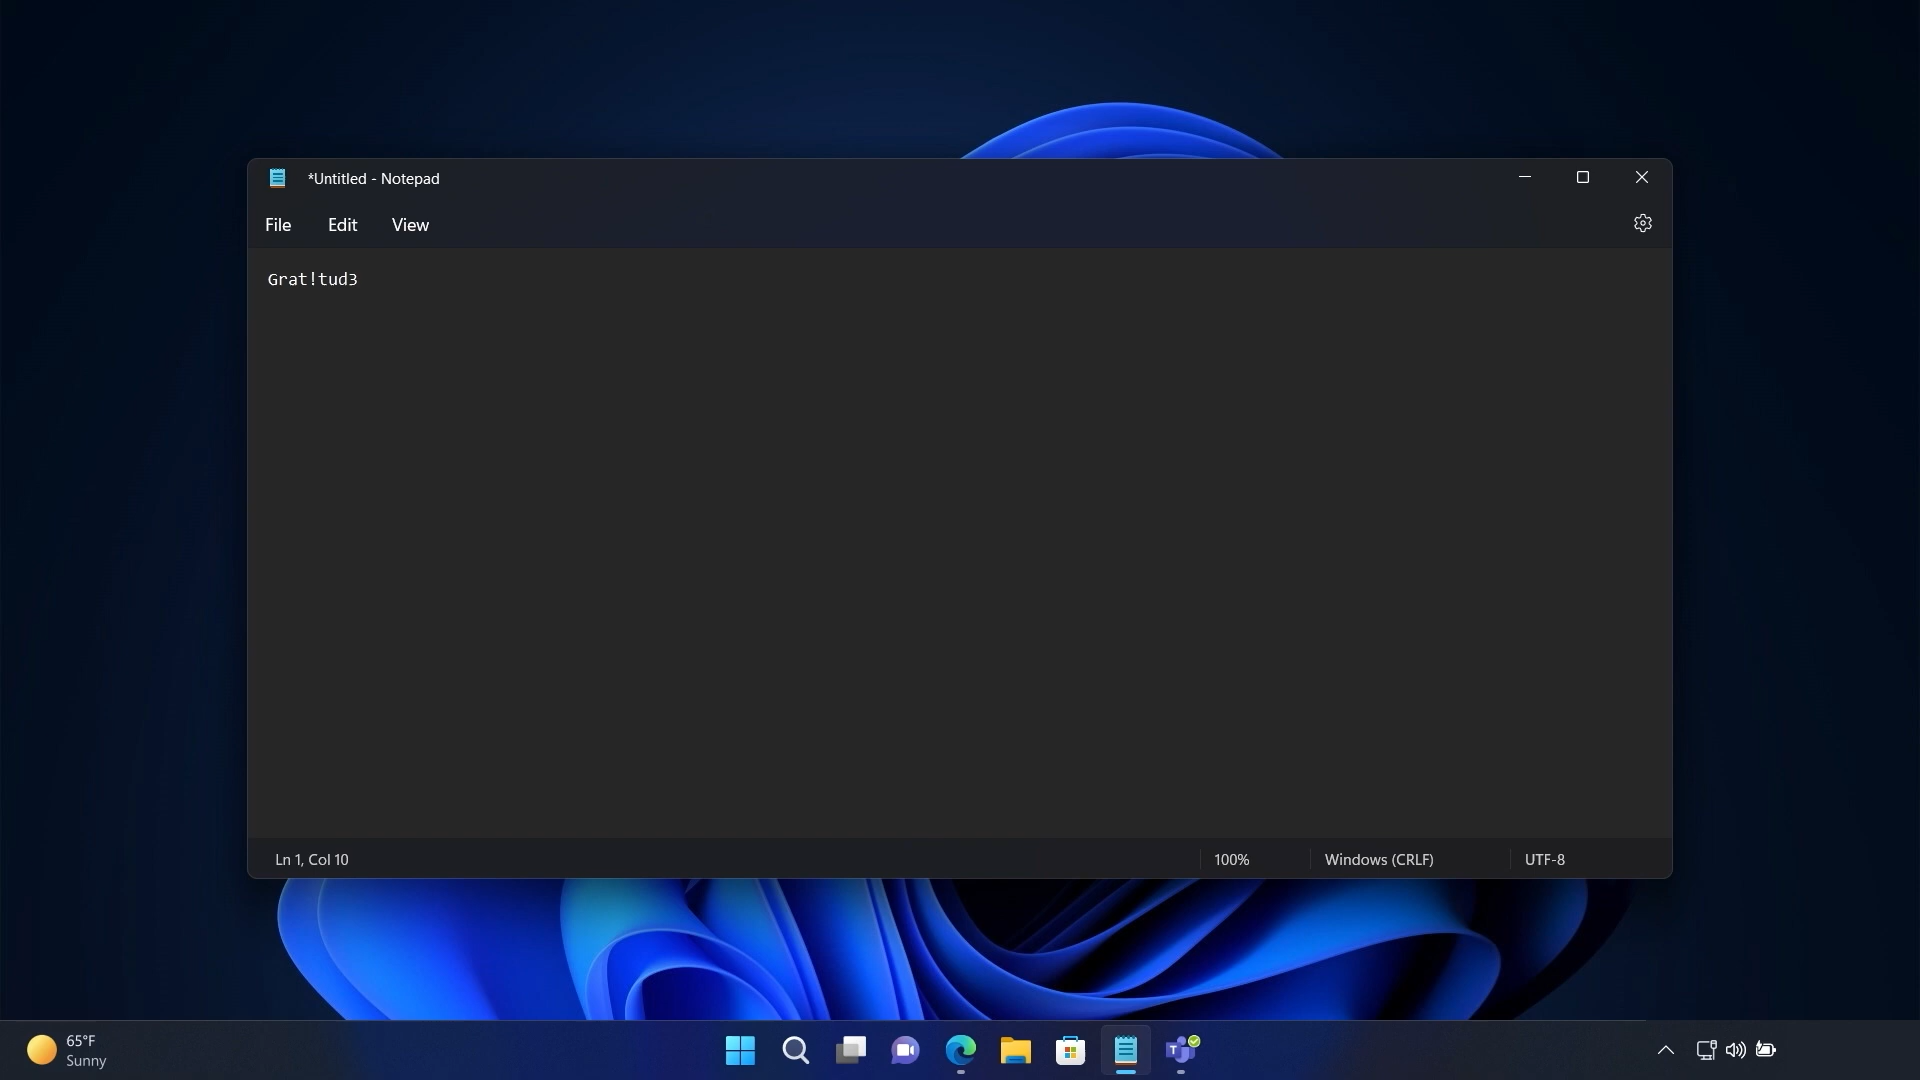 *Untitled - Notepad
File Edit View
Grat!tud3
Ln 1, Col 10 100% Windows (CRLF) UTF-8
65°F
Sunny
T